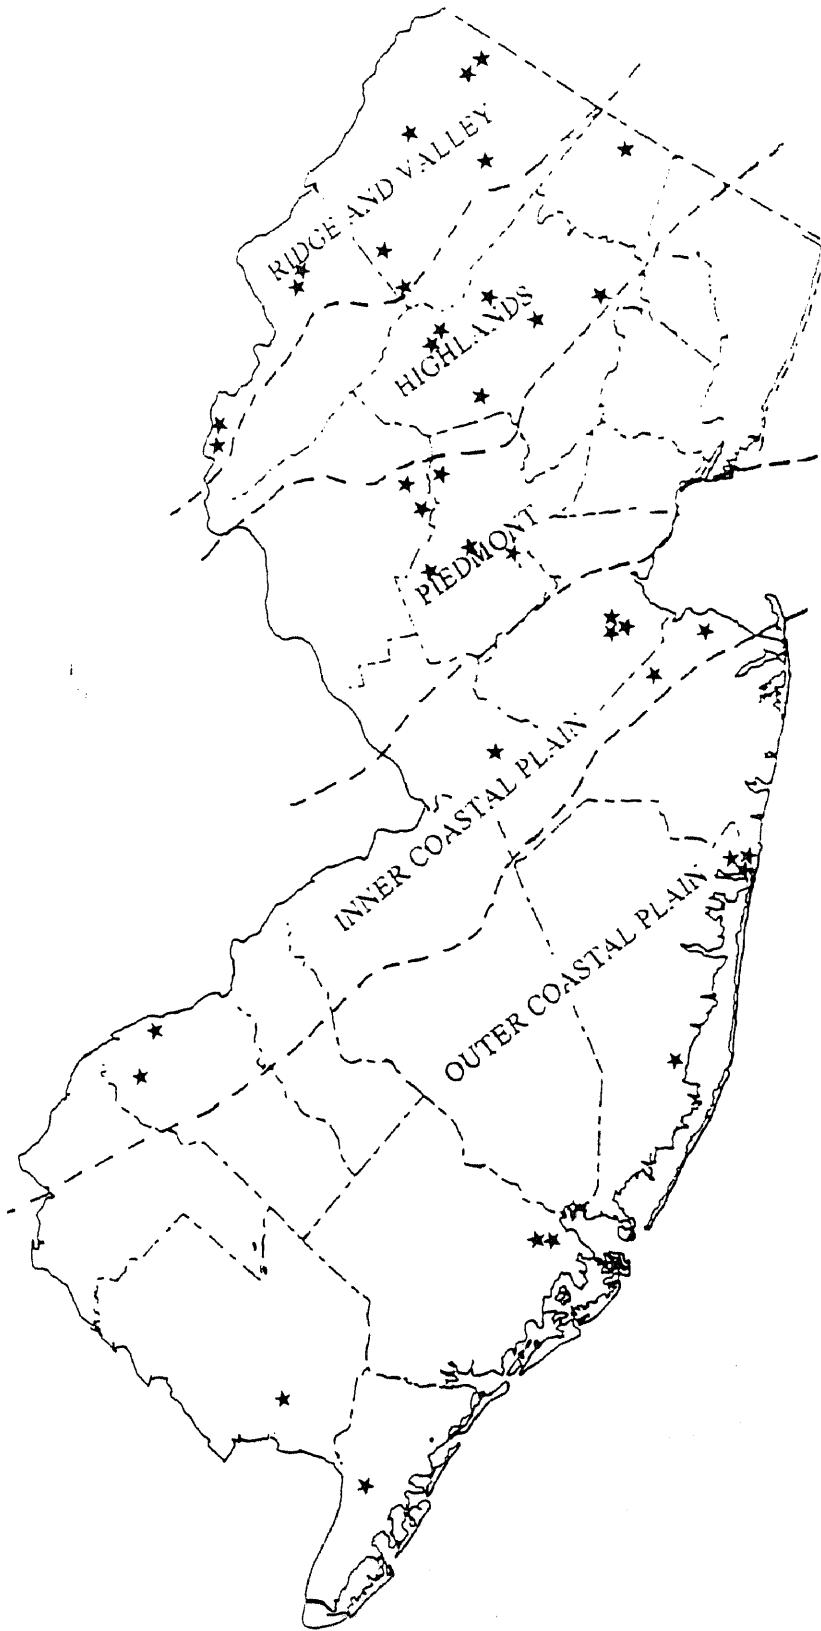 RIDGE AND VALLEY
HIGHLANDS
PIEDMONT
INNER COASTAL PLAIN
OUTER COASTAL PLAIN